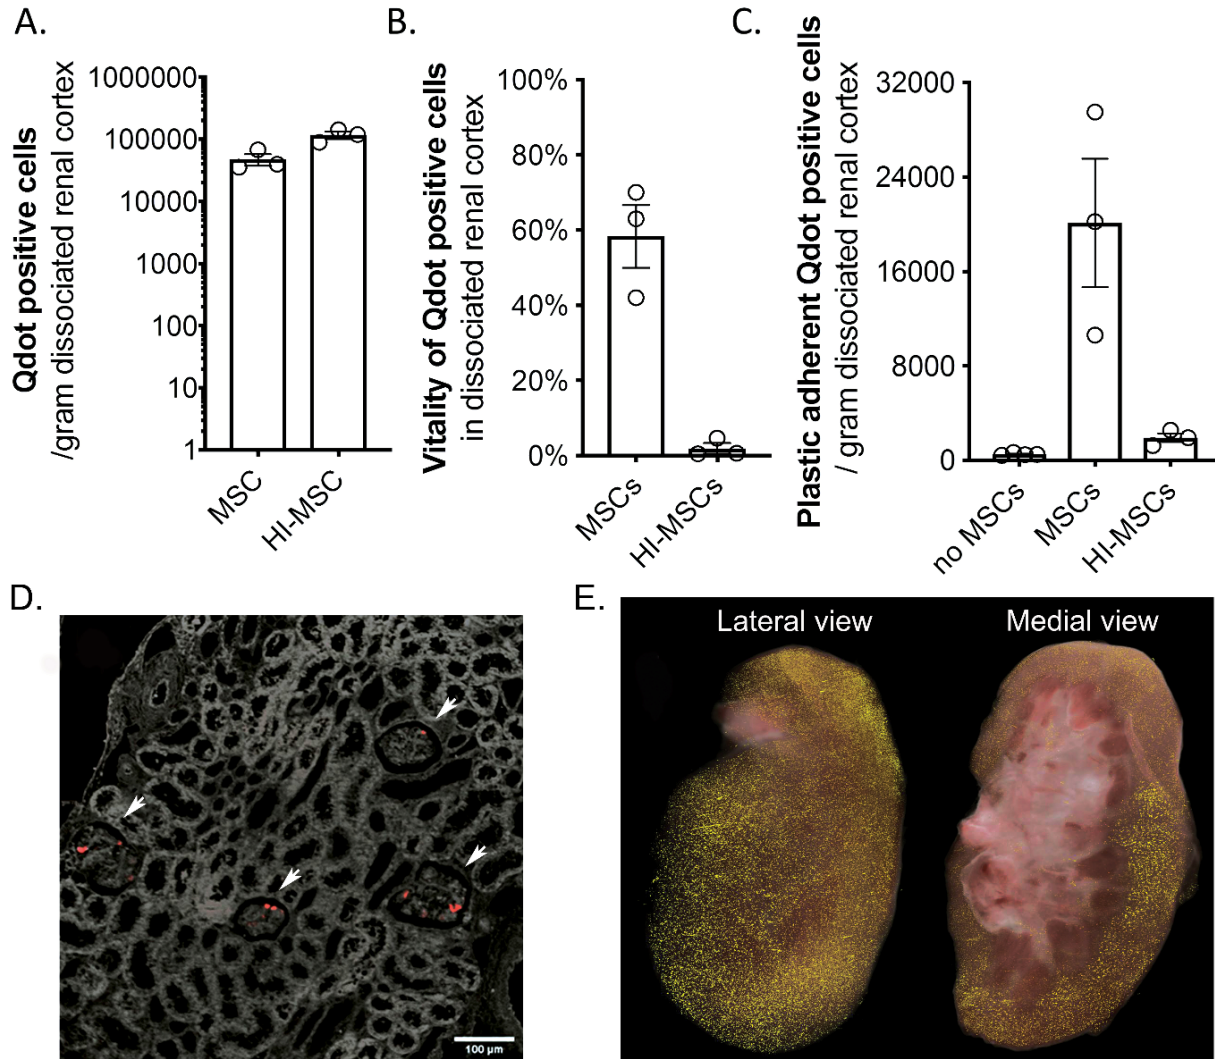 A.
Qdot positive cells
/gram dissociated renal cortex
1000000
100000
10000
1000
100
10
1
MSC
HI-MSC
B.
Vitality of Qdot positive cells
in dissociated renal cortex
100%
80%
60%
40%
20%
0%
MSCs
HI-MSCs
C.
Plastic adherent Qdot positive cells
/ gram dissociated renal cortex
32000
24000
16000
8000
0
no MSCs
MSCs
HI-MSCs
D.
100 µm
E.
Lateral view
Medial view